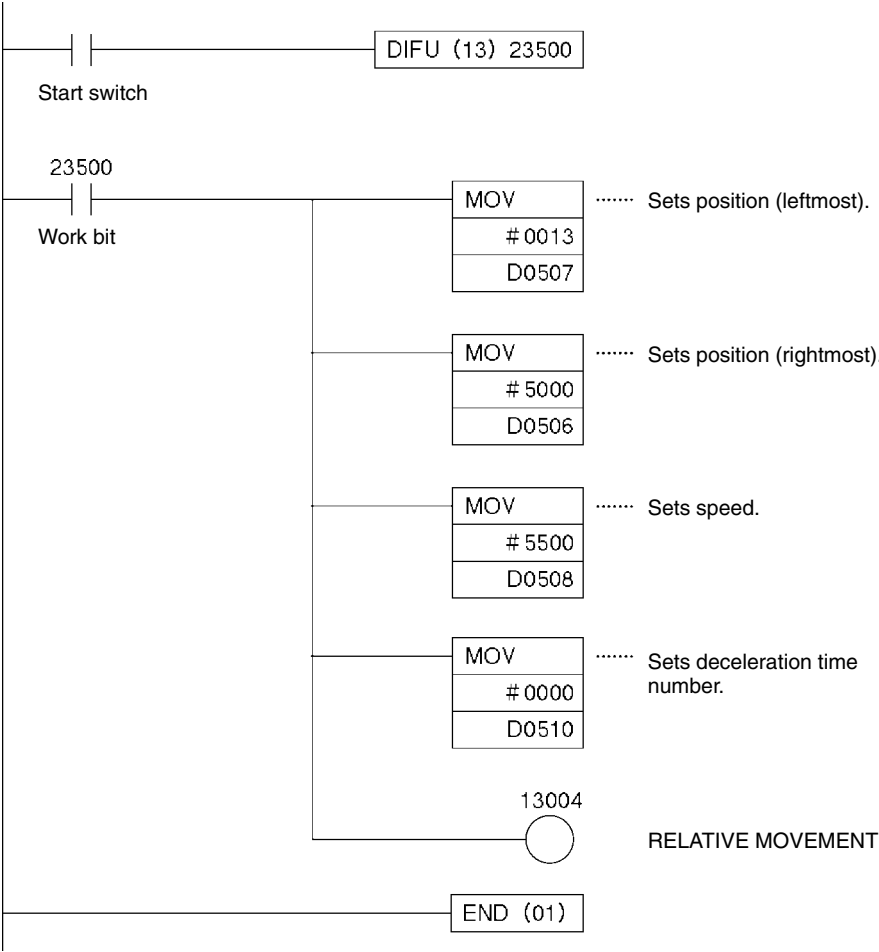 DIFU (13) 23500
Start switch
23500
Work bit
MOV
#0013
D0507
Sets position (leftmost).
MOV
#5000
D0506
Sets position (rightmost).
MOV
#5500
D0508
Sets speed.
MOV
#0000
D0510
Sets deceleration time
number.
13004
RELATIVE MOVEMENT
END (01)